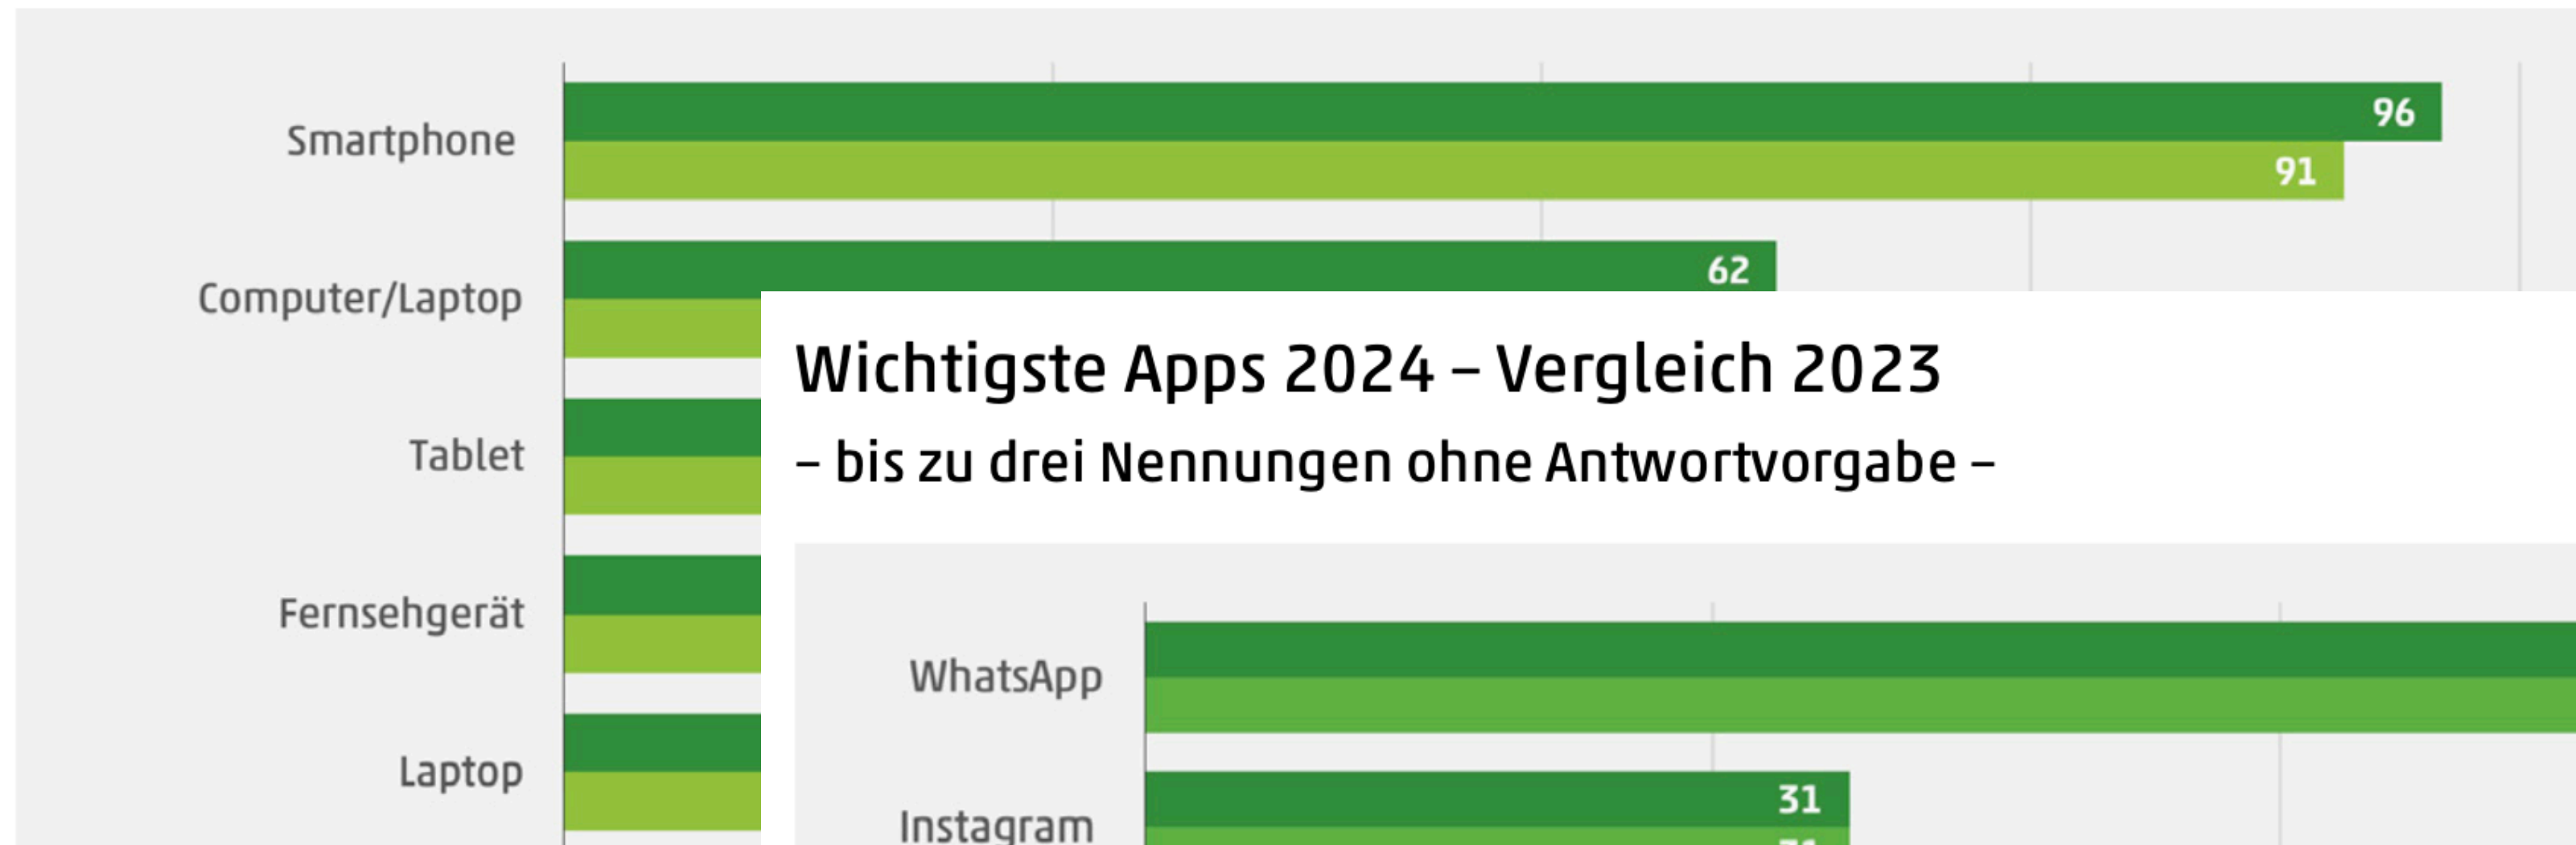 Smartphone
96
91
Computer/Laptop
62
Tablet
Fernsehgerät
Laptop
Wichtigste Apps 2024 – Vergleich 2023
– bis zu drei Nennungen ohne Antwortvorgabe –
WhatsApp
Instagram
31